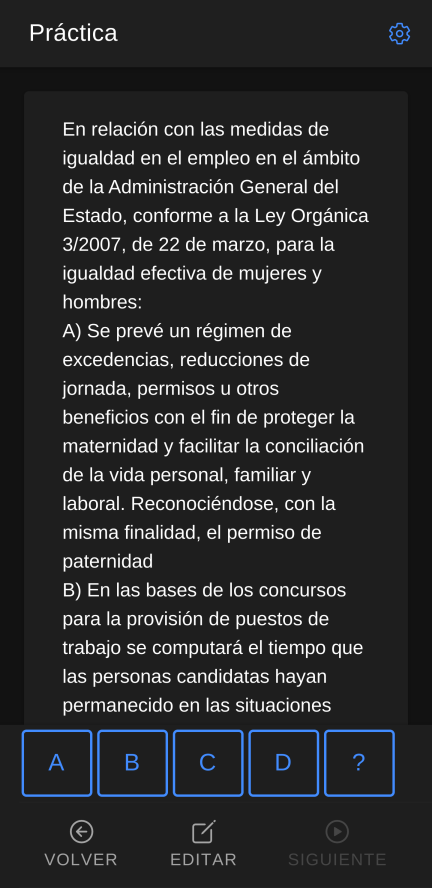 Práctica
En relación con las medidas de
igualdad en el empleo en el ámbito
de la Administración General del
Estado, conforme a la Ley Orgánica
3/2007, de 22 de marzo, para la
igualdad efectiva de mujeres y
hombres:
A) Se prevé un régimen de
excedencias, reducciones de
jornada, permisos u otros
beneficios con el fin de proteger la
maternidad y facilitar la conciliación
de la vida personal, familiar y
laboral. Reconociéndose, con la
misma finalidad, el permiso de
paternidad
B) En las bases de los concursos
para la provisión de puestos de
trabajo se computará el tiempo que
las personas candidatas hayan
permanecido en las situaciones
A B C D ?
VOLVER EDITAR SIGUIENTE